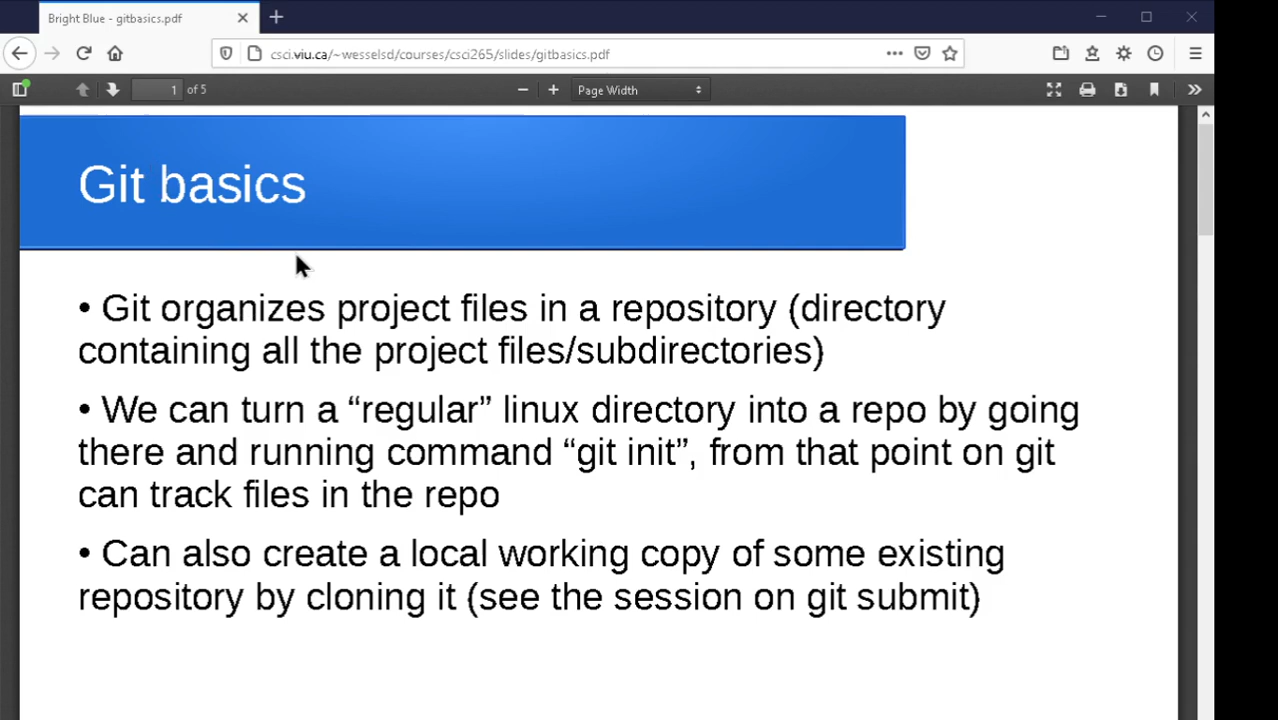 Bright Blue - gitbasics.pdf
csci.viu.ca/~wesselsd/courses/csci265/slides/gitbasics.pdf
1 of 5
Page Width
Git basics
• Git organizes project files in a repository (directory
containing all the project files/subdirectories)
• We can turn a “regular” linux directory into a repo by going
there and running command “git init”, from that point on git
can track files in the repo
• Can also create a local working copy of some existing
repository by cloning it (see the session on git submit)